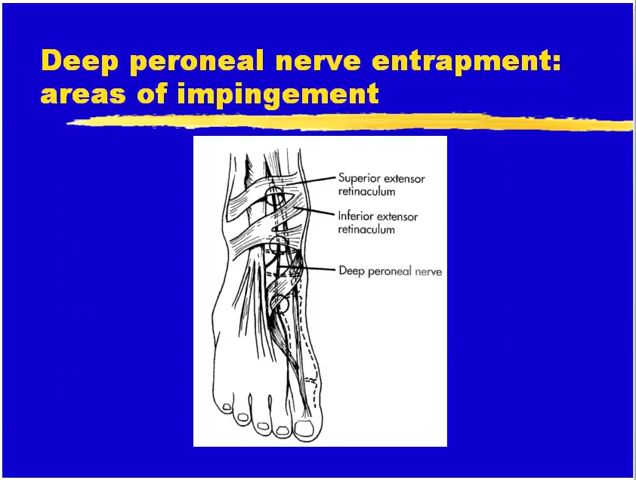 Deep peroneal nerve entrapment:
areas of impingement
Superior extensor
retinaculum
Inferior extensor
retinaculum
Deep peroneal nerve